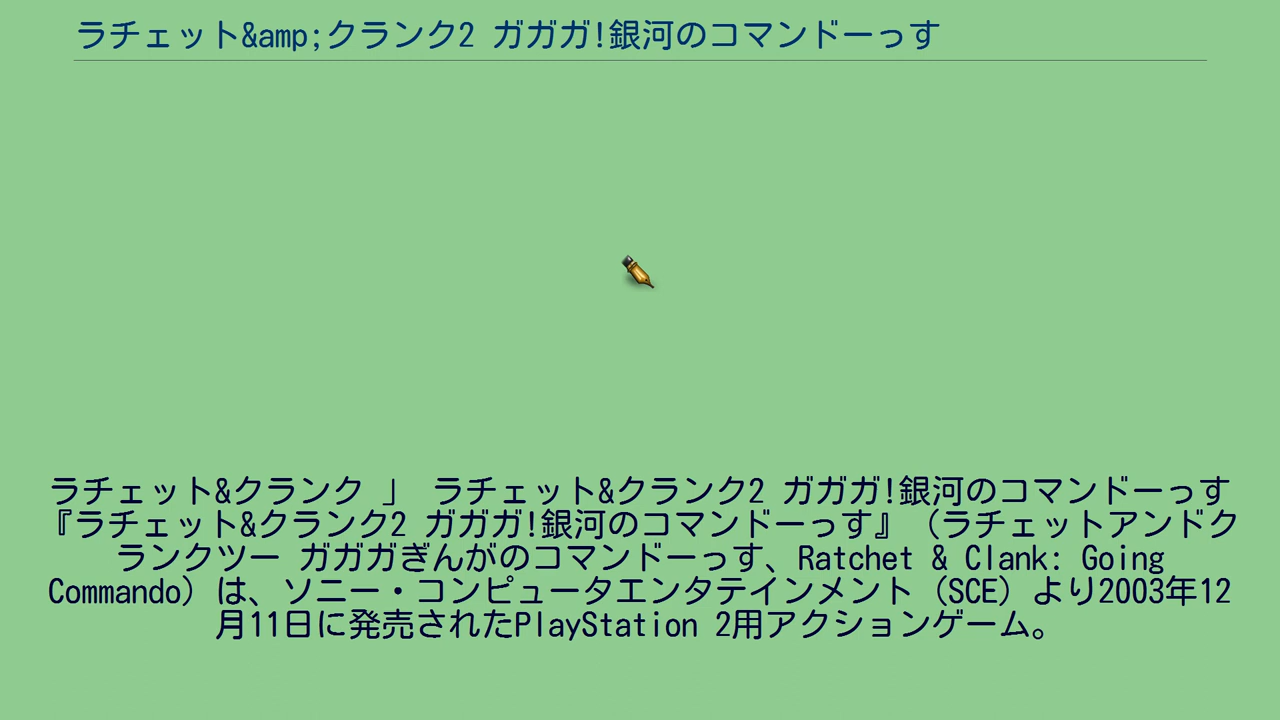 ラチェット&amp;クランク2 ガガガ!銀河のコマンドーっす
ラチェット&クランク 」 ラチェット&クランク2 ガガガ!銀河のコマンドーっす
『ラチェット&クランク2 ガガガ!銀河のコマンドーっす』（ラチェットアンドク
ランクツー ガガガぎんがのコマンドーっす、Ratchet & Clank: Going
Commando）は、ソニー・コンピュータエンタテインメント（SCE）より2003年12
月11日に発売されたPlayStation 2用アクションゲーム。